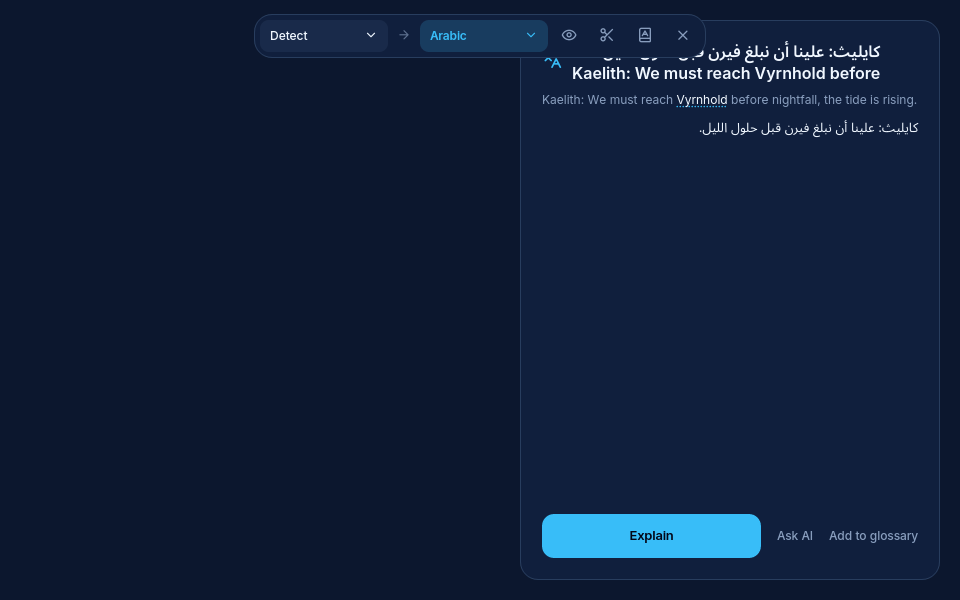 Detect
Arabic
كايليث: علينا أن نبلغ فيرن
Kaelith: We must reach Vyrnhold before
Kaelith: We must reach Vyrnhold before nightfall, the tide is rising.
كايليث: علينا أن نبلغ فيرن قبل حلول الليل.
Explain
Ask AI
Add to glossary